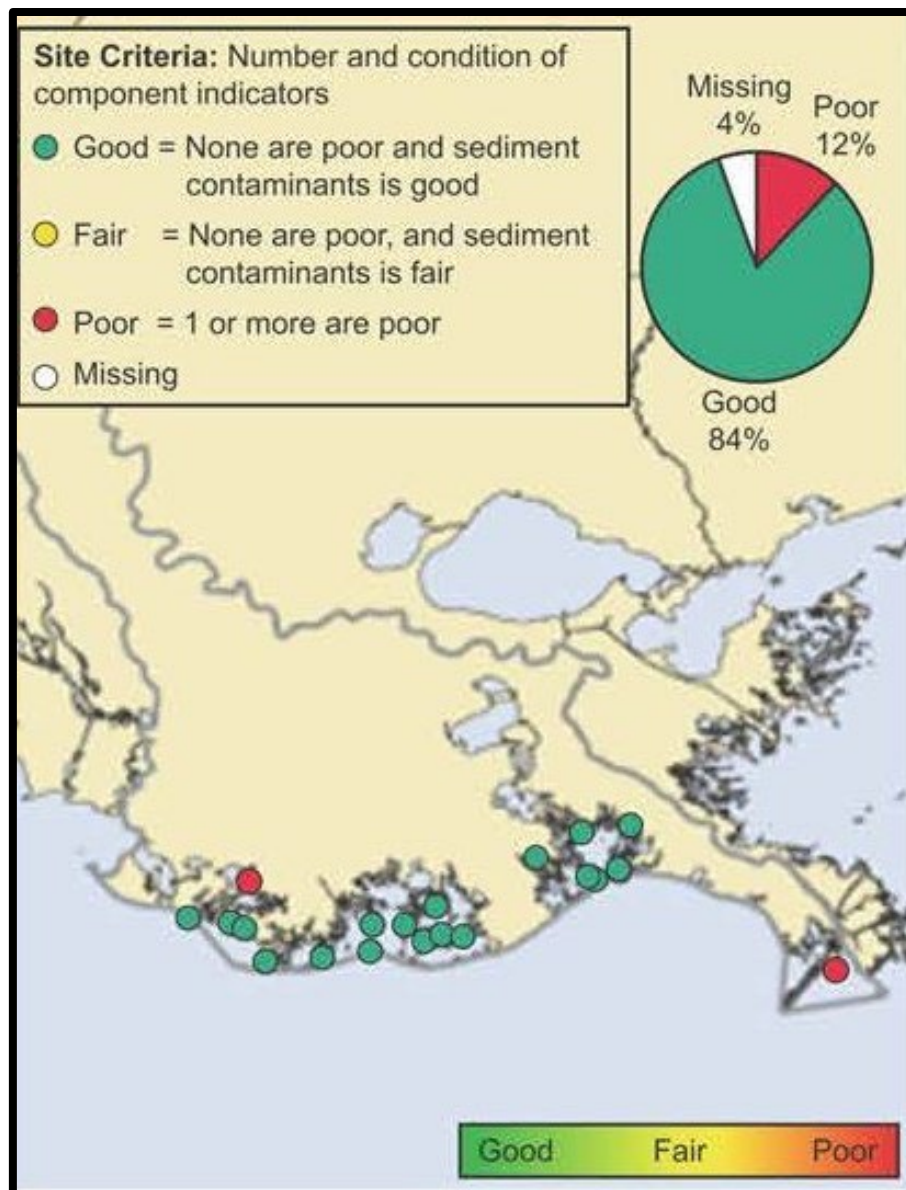 Site Criteria: Number and condition of
component indicators
Good = None are poor and sediment
contaminants is good
Fair = None are poor, and sediment
contaminants is fair
Poor = 1 or more are poor
Missing
Missing
4%
Poor
12%
Good
84%
Good Fair Poor